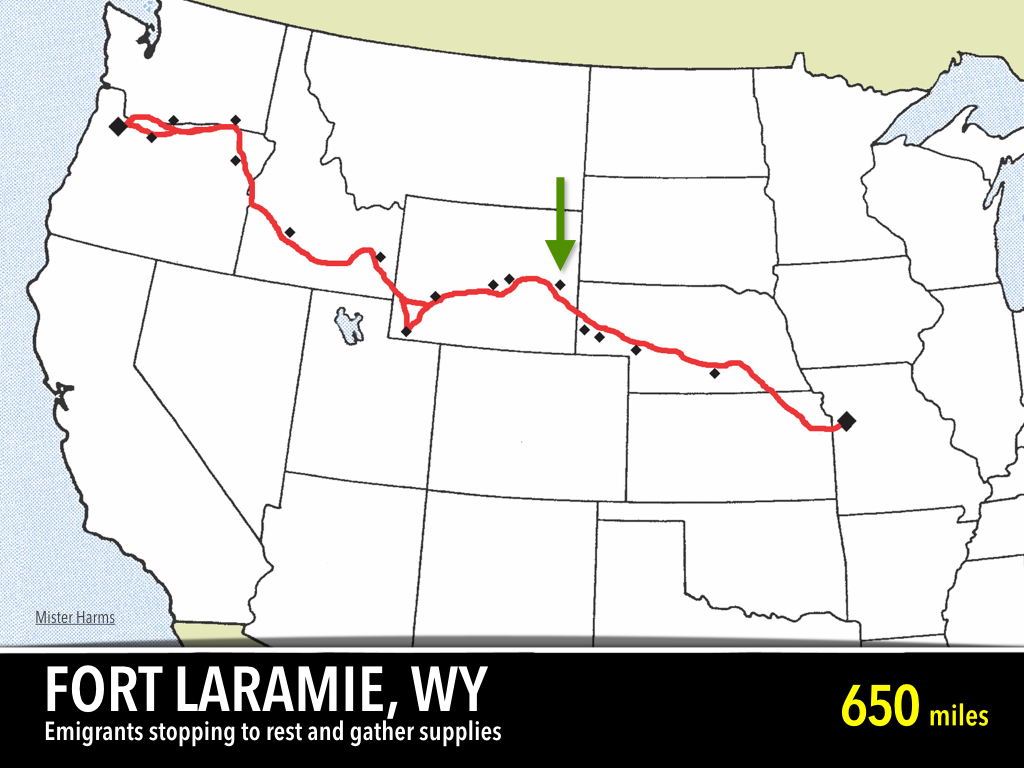 Mister Harms
FORT LARAMIE, WY
Emigrants stopping to rest and gather supplies
650 miles